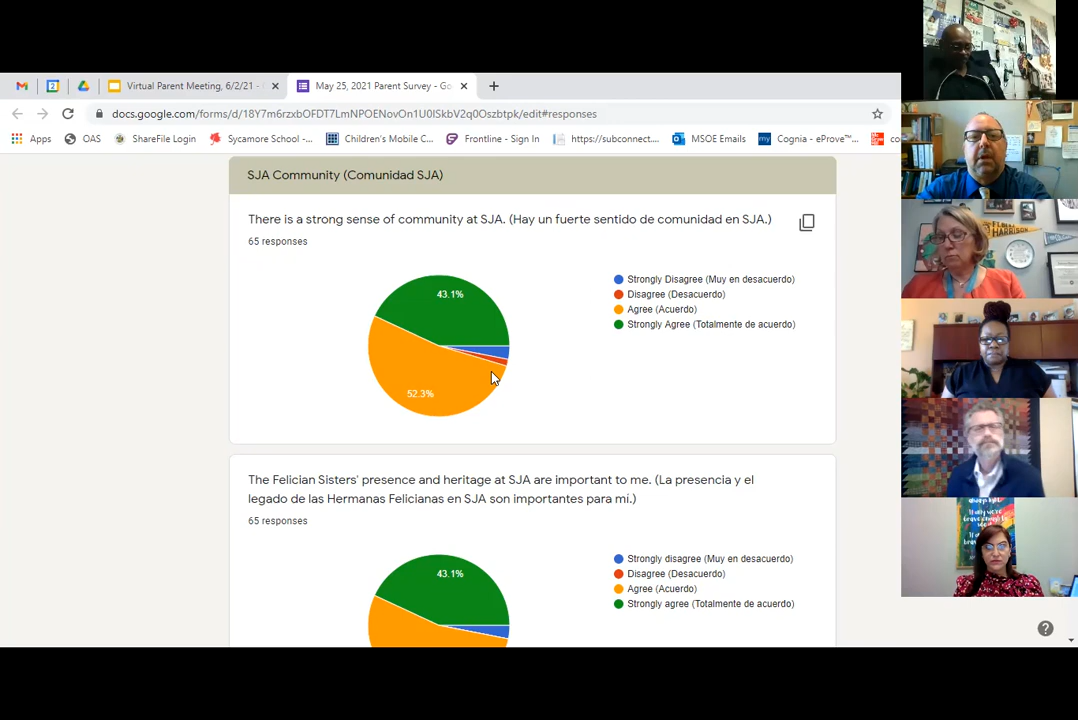 Virtual Parent Meeting, 6/2/21 -
May 25, 2021 Parent Survey - Go
docs.google.com/forms/d/18Y7m6rzxbOFDT7LmNPOENovOn1U0lSkbV2q0Oszbtpk/edit#responses
Apps
OAS
ShareFile Login
Sycamore School -...
Children's Mobile C...
Frontline - Sign In
https://subconnect....
MSOE Emails
Cognia - eProve™...
co
SJA Community (Comunidad SJA)
There is a strong sense of community at SJA. (Hay un fuerte sentido de comunidad en SJA.)
65 responses
43.1%
52.3%
Strongly Disagree (Muy en desacuerdo)
Disagree (Desacuerdo)
Agree (Acuerdo)
Strongly Agree (Totalmente de acuerdo)
The Felician Sisters' presence and heritage at SJA are important to me. (La presencia y el
legado de las Hermanas Felicianas en SJA son importantes para mí.)
65 responses
43.1%
Strongly disagree (Muy en desacuerdo)
Disagree (Desacuerdo)
Agree (Acuerdo)
Strongly agree (Totalmente de acuerdo)
HARRISON